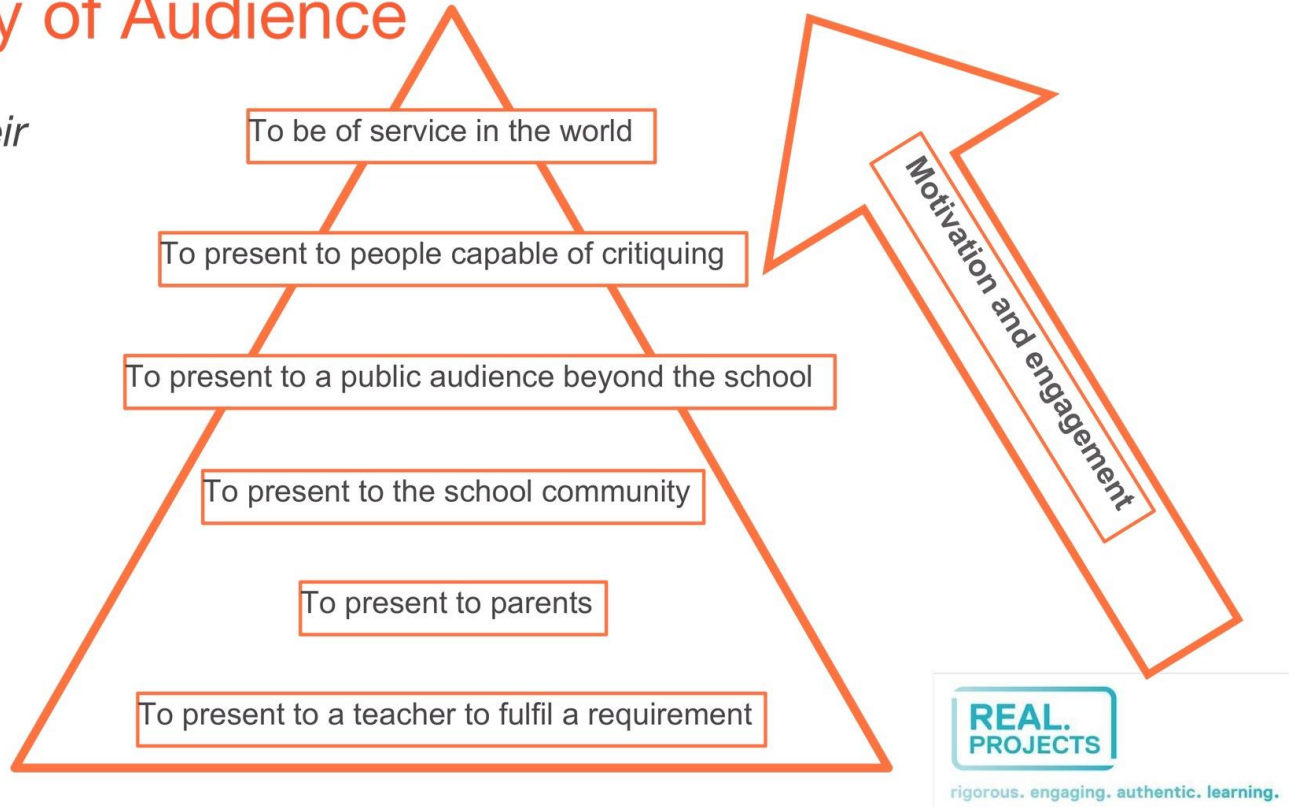 y of Audience
eir
To be of service in the world
To present to people capable of critiquing
To present to a public audience beyond the school
To present to the school community
To present to parents
To present to a teacher to fulfil a requirement
Motivation and engagement
REAL.
PROJECTS
rigorous. engaging. authentic. learning.